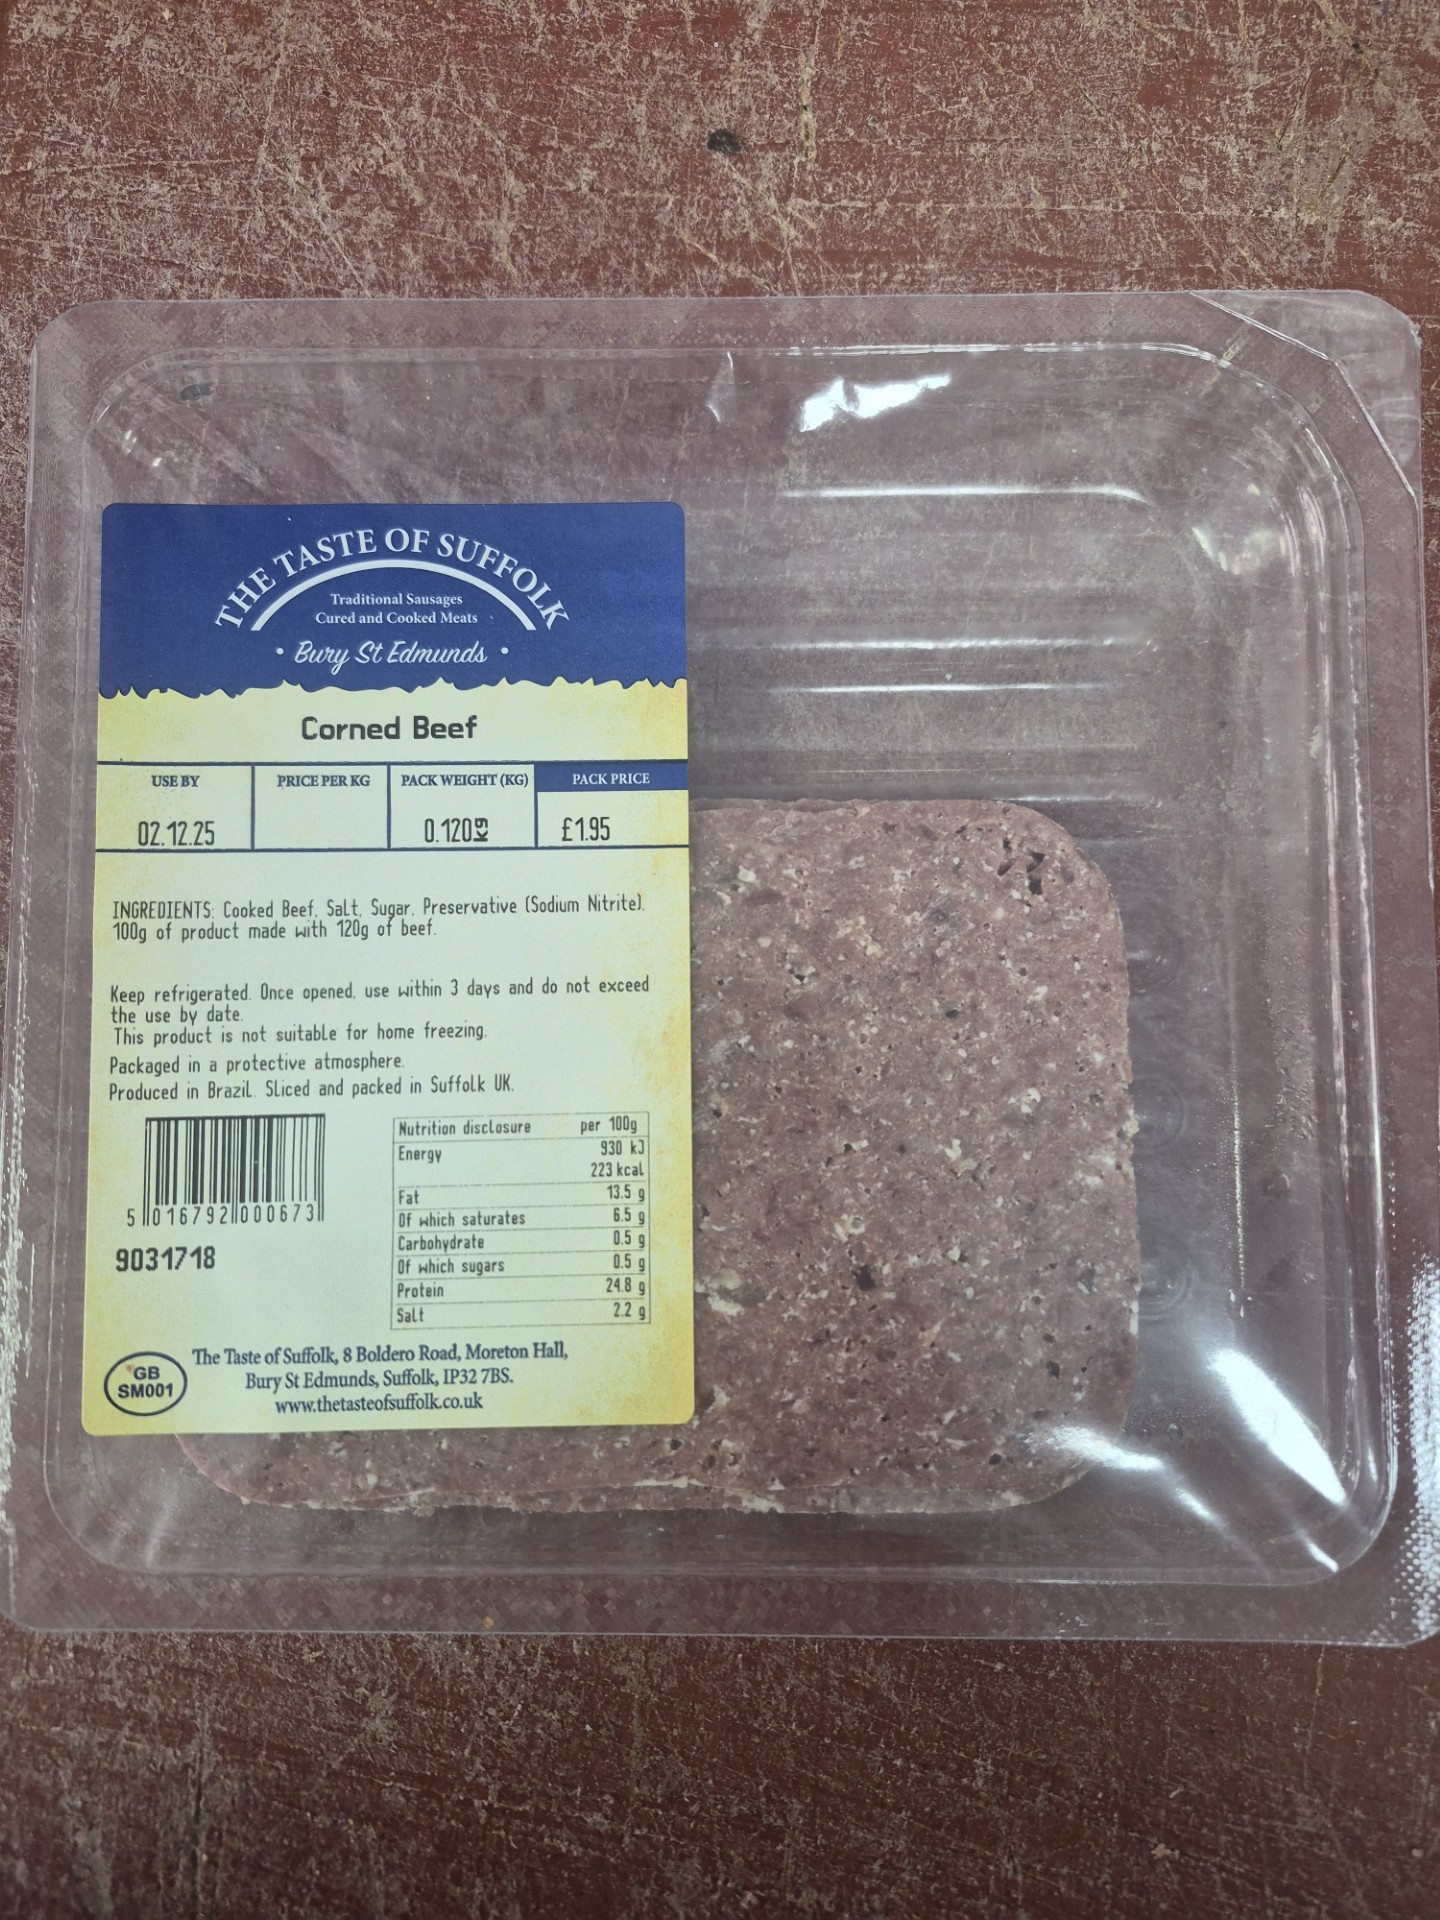 THE TASTE OF SUFFOLK
Traditional Sausages
Cured and Cooked Meats
• Bury St Edmunds •
Corned Beef
USE BY PRICE PER KG PACK WEIGHT (KG) PACK PRICE
02.12.25 0.120kg £1.95
INGREDIENTS: Cooked Beef, Salt, Sugar, Preservative (Sodium Nitrite).
100g of product made with 120g of beef.
Keep refrigerated. Once opened, use within 3 days and do not exceed
the use by date.
This product is not suitable for home freezing.
Packaged in a protective atmosphere.
Produced in Brazil. Sliced and packed in Suffolk UK.
5 016792 000673
9031718
Nutrition disclosure per 100g
Energy 930 kJ
223 kcal
Fat 13.5 g
Of which saturates 6.5 g
Carbohydrate 0.5 g
Of which sugars 0.5 g
Protein 24.8 g
Salt 2.2 g
GB
SM001
The Taste of Suffolk, 8 Boldero Road, Moreton Hall,
Bury St Edmunds, Suffolk, IP32 7BS.
www.thetasteofsuffolk.co.uk